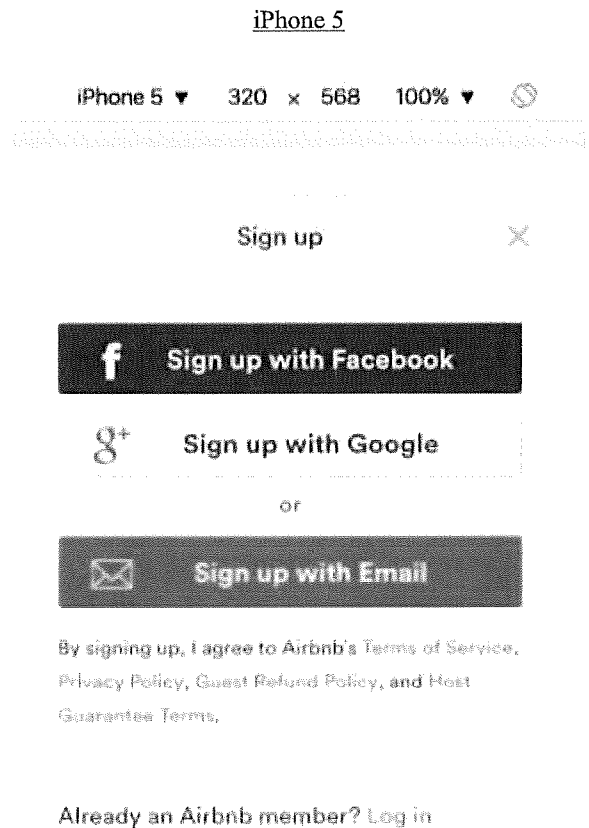 iPhone 5
iPhone 5 ▼ 320 × 568 100% ▼
Sign up ×
f Sign up with Facebook
g+ Sign up with Google
or
Sign up with Email
By signing up, I agree to Airbnb's Terms of Service,
Privacy Policy, Guest Refund Policy, and Host
Guarantee Terms.
Already an Airbnb member? Log in